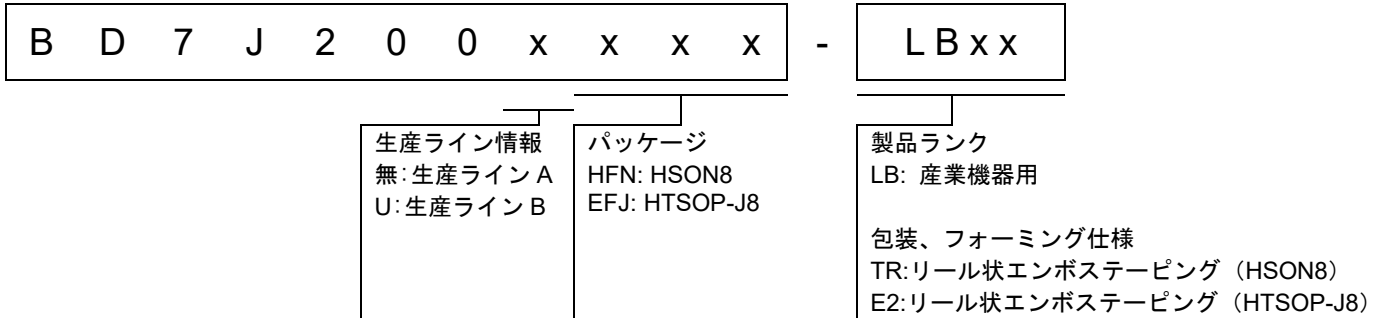 B D 7 J 2 0 0 x x x x - L B x x
生産ライン情報
無:生産ライン A
U:生産ライン B
パッケージ
HFN: HSON8
EFJ: HTSOP-J8
製品ランク
LB: 産業機器用
包装、フォーミング仕様
TR:リール状エンボステーピング（HSON8）
E2:リール状エンボステーピング（HTSOP-J8）